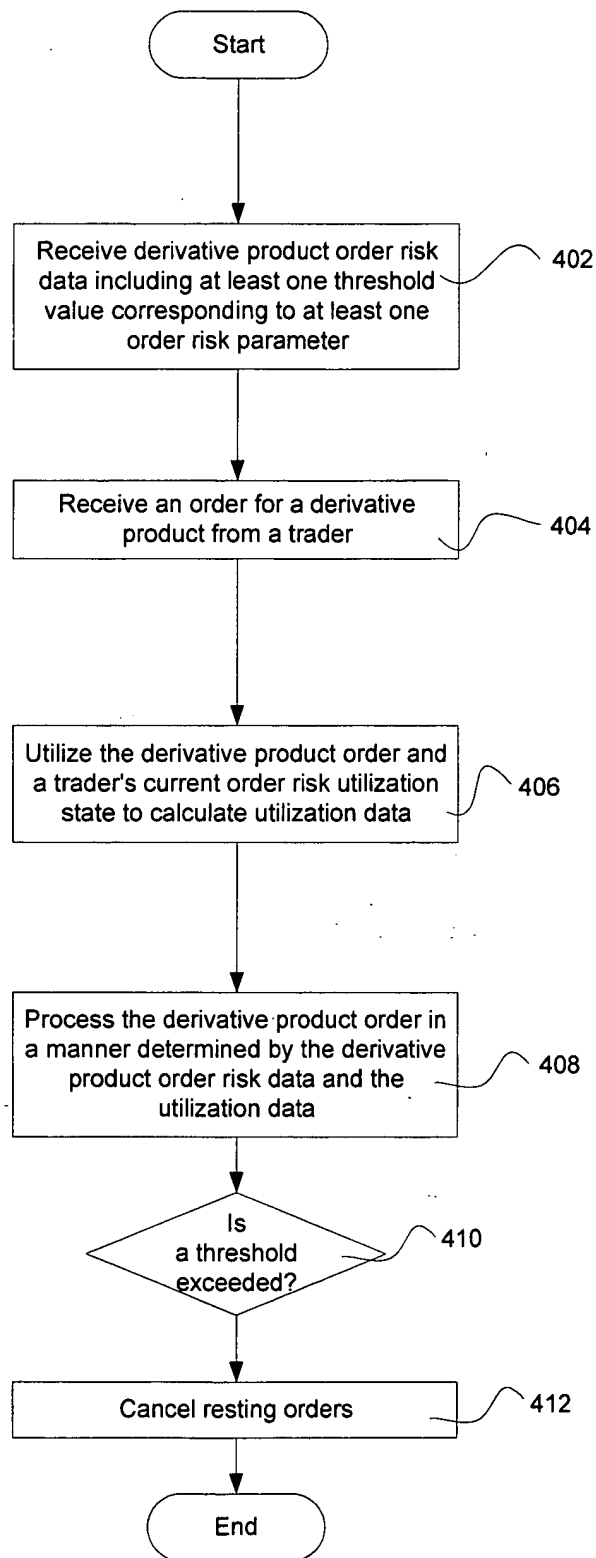 Start
Receive derivative product order risk
data including at least one threshold
value corresponding to at least one
order risk parameter
402
Receive an order for a derivative
product from a trader
404
Utilize the derivative product order and
a trader's current order risk utilization
state to calculate utilization data
406
Process the derivative product order in
a manner determined by the derivative
product order risk data and the
utilization data
408
Is
a threshold
exceeded?
410
Cancel resting orders
412
End